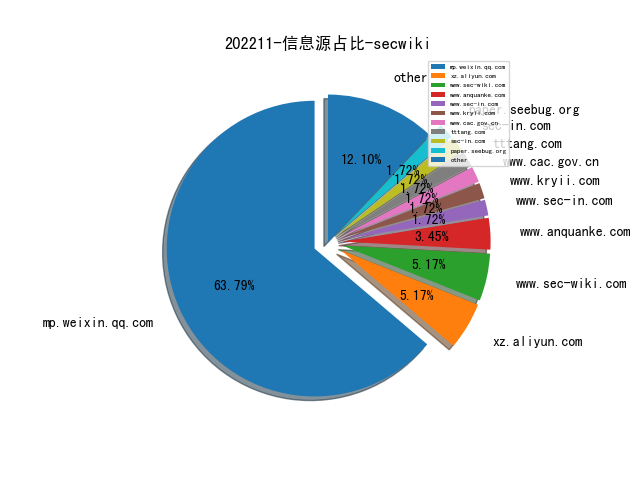 202211-信息源占比-secwiki
other
mp.weixin.qq.com
xz.aliyun.com
www.sec-wiki.com
www.anquanke.com
www.sec-in.com
www.kryii.com
www.cac.gov.cn
tttang.com
sec-in.com
paper.seebug.org
other
paper.seebug.org
sec-in.com
tttang.com
www.cac.gov.cn
www.kryii.com
www.sec-in.com
www.anquanke.com
www.sec-wiki.com
xz.aliyun.com
mp.weixin.qq.com
12.10%
1.72%
1.72%
1.72%
1.72%
1.72%
1.72%
3.45%
5.17%
5.17%
63.79%